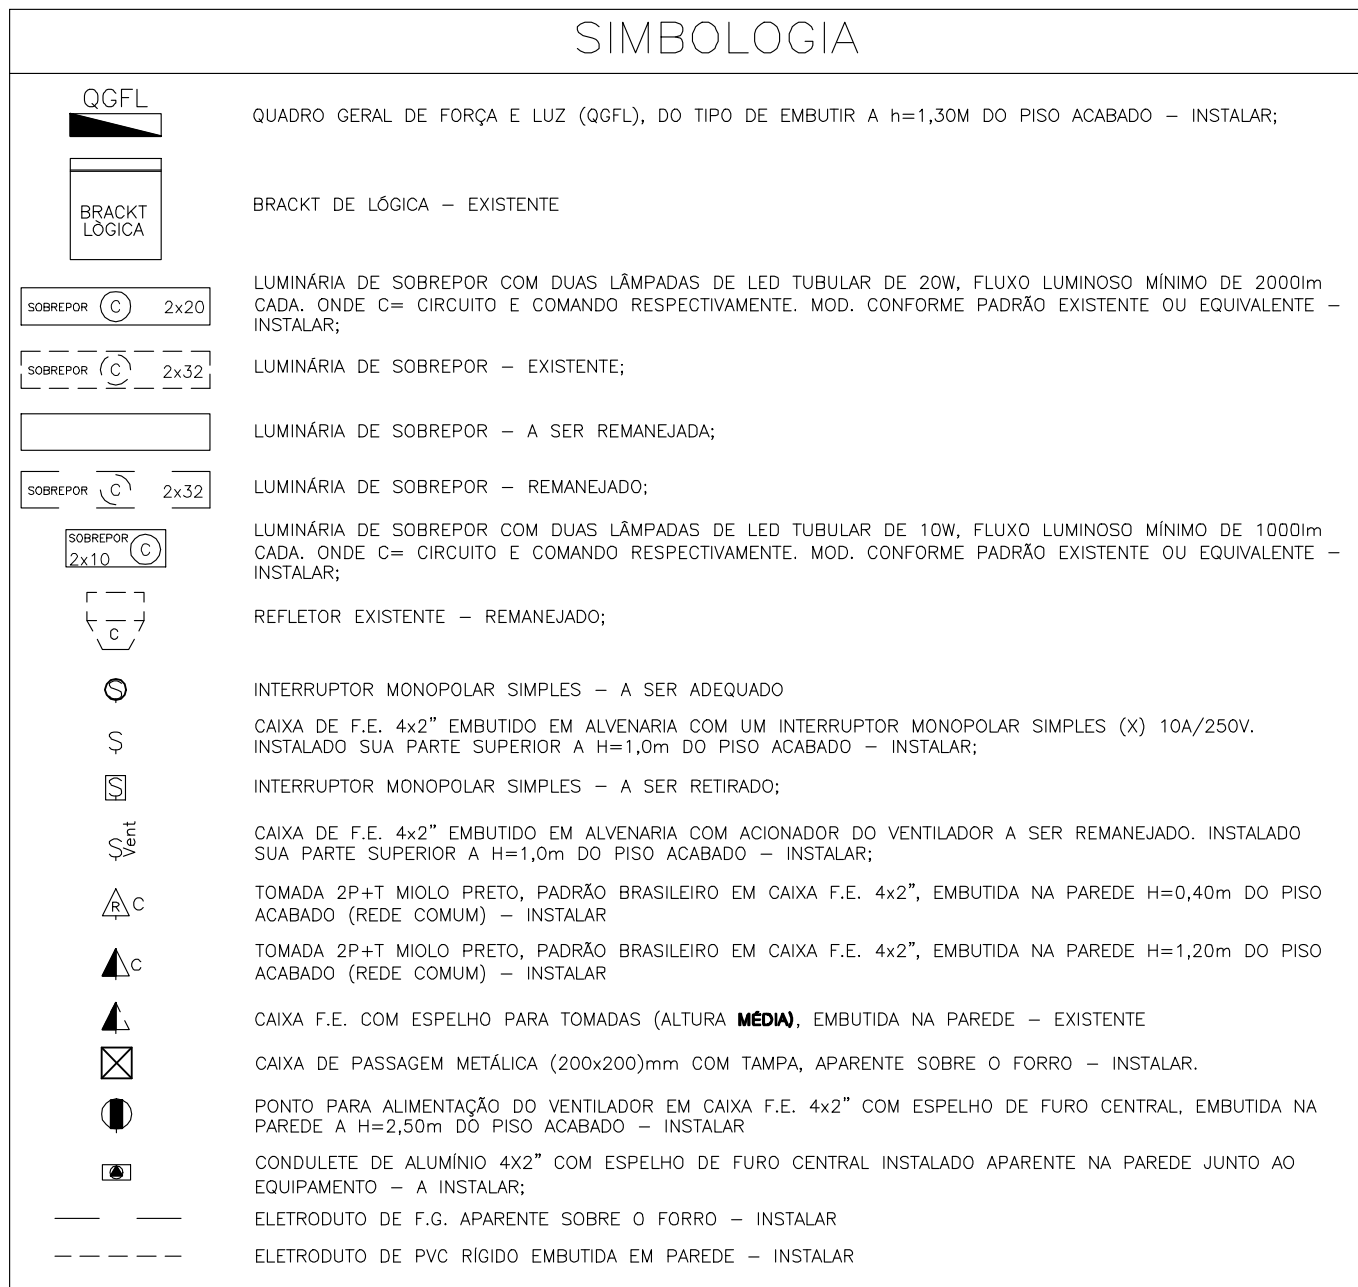 SIMBOLOGIA
QGFL
QUADRO GERAL DE FORÇA E LUZ (QGFL), DO TIPO DE EMBUTIR A h=1,30M DO PISO ACABADO – INSTALAR;
BRACKT
LÒGICA
BRACKT DE LÓGICA – EXISTENTE
SOBREPOR C 2x20
LUMINÁRIA DE SOBREPOR COM DUAS LÂMPADAS DE LED TUBULAR DE 20W, FLUXO LUMINOSO MÍNIMO DE 2000lm
CADA. ONDE C= CIRCUITO E COMANDO RESPECTIVAMENTE. MOD. CONFORME PADRÃO EXISTENTE OU EQUIVALENTE –
INSTALAR;
SOBREPOR C 2x32
LUMINÁRIA DE SOBREPOR – EXISTENTE;
LUMINÁRIA DE SOBREPOR – A SER REMANEJADA;
SOBREPOR C 2x32
LUMINÁRIA DE SOBREPOR – REMANEJADO;
SOBREPOR
2x10 C
LUMINÁRIA DE SOBREPOR COM DUAS LÂMPADAS DE LED TUBULAR DE 10W, FLUXO LUMINOSO MÍNIMO DE 1000lm
CADA. ONDE C= CIRCUITO E COMANDO RESPECTIVAMENTE. MOD. CONFORME PADRÃO EXISTENTE OU EQUIVALENTE –
INSTALAR;
C
REFLETOR EXISTENTE – REMANEJADO;
S
INTERRUPTOR MONOPOLAR SIMPLES – A SER ADEQUADO
S
CAIXA DE F.E. 4x2” EMBUTIDO EM ALVENARIA COM UM INTERRUPTOR MONOPOLAR SIMPLES (X) 10A/250V.
INSTALADO SUA PARTE SUPERIOR A H=1,0m DO PISO ACABADO – INSTALAR;
S
INTERRUPTOR MONOPOLAR SIMPLES – A SER RETIRADO;
S Vent
CAIXA DE F.E. 4x2” EMBUTIDO EM ALVENARIA COM ACIONADOR DO VENTILADOR A SER REMANEJADO. INSTALADO
SUA PARTE SUPERIOR A H=1,0m DO PISO ACABADO – INSTALAR;
R C
TOMADA 2P+T MIOLO PRETO, PADRÃO BRASILEIRO EM CAIXA F.E. 4x2”, EMBUTIDA NA PAREDE H=0,40m DO PISO
ACABADO (REDE COMUM) – INSTALAR
C
TOMADA 2P+T MIOLO PRETO, PADRÃO BRASILEIRO EM CAIXA F.E. 4x2”, EMBUTIDA NA PAREDE H=1,20m DO PISO
ACABADO (REDE COMUM) – INSTALAR
CAIXA F.E. COM ESPELHO PARA TOMADAS (ALTURA MÉDIA), EMBUTIDA NA PAREDE – EXISTENTE
CAIXA DE PASSAGEM METÁLICA (200x200)mm COM TAMPA, APARENTE SOBRE O FORRO – INSTALAR.
PONTO PARA ALIMENTAÇÃO DO VENTILADOR EM CAIXA F.E. 4x2” COM ESPELHO DE FURO CENTRAL, EMBUTIDA NA
PAREDE A H=2,50m DO PISO ACABADO – INSTALAR
CONDULETE DE ALUMÍNIO 4X2” COM ESPELHO DE FURO CENTRAL INSTALADO APARENTE NA PAREDE JUNTO AO
EQUIPAMENTO – A INSTALAR;
ELETRODUTO DE F.G. APARENTE SOBRE O FORRO – INSTALAR
ELETRODUTO DE PVC RÍGIDO EMBUTIDA EM PAREDE – INSTALAR